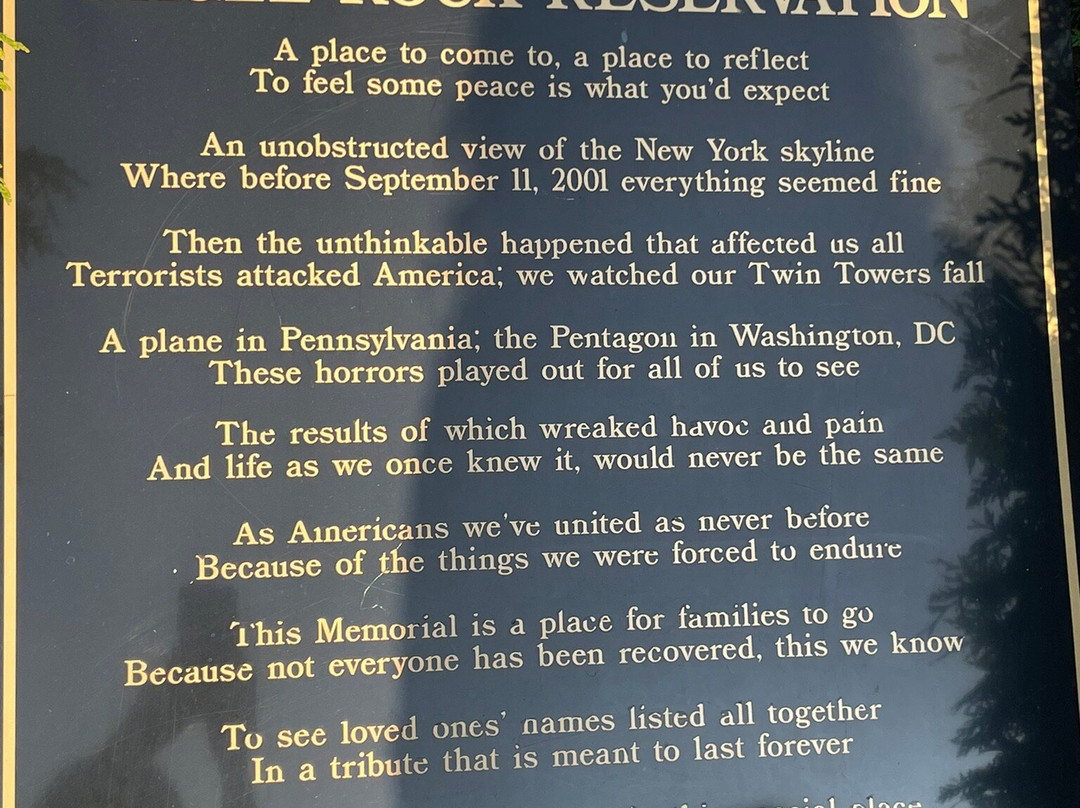 ROCK RESERVATION
A place to come to, a place to reflect
To feel some peace is what you'd expect
An unobstructed view of the New York skyline
Where before September 11, 2001 everything seemed fine
Then the unthinkable happened that affected us all
Terrorists attacked America; we watched our Twin Towers fall
A plane in Pennsylvania; the Pentagon in Washington, DC
These horrors played out for all of us to see
The results of which wreaked havoc and pain
And life as we once knew it, would never be the same
As Americans we've united as never before
Because of the things we were forced to endure
This Memorial is a place for families to go
Because not everyone has been recovered, this we know
To see loved ones' names listed all together
In a tribute that is meant to last forever
place